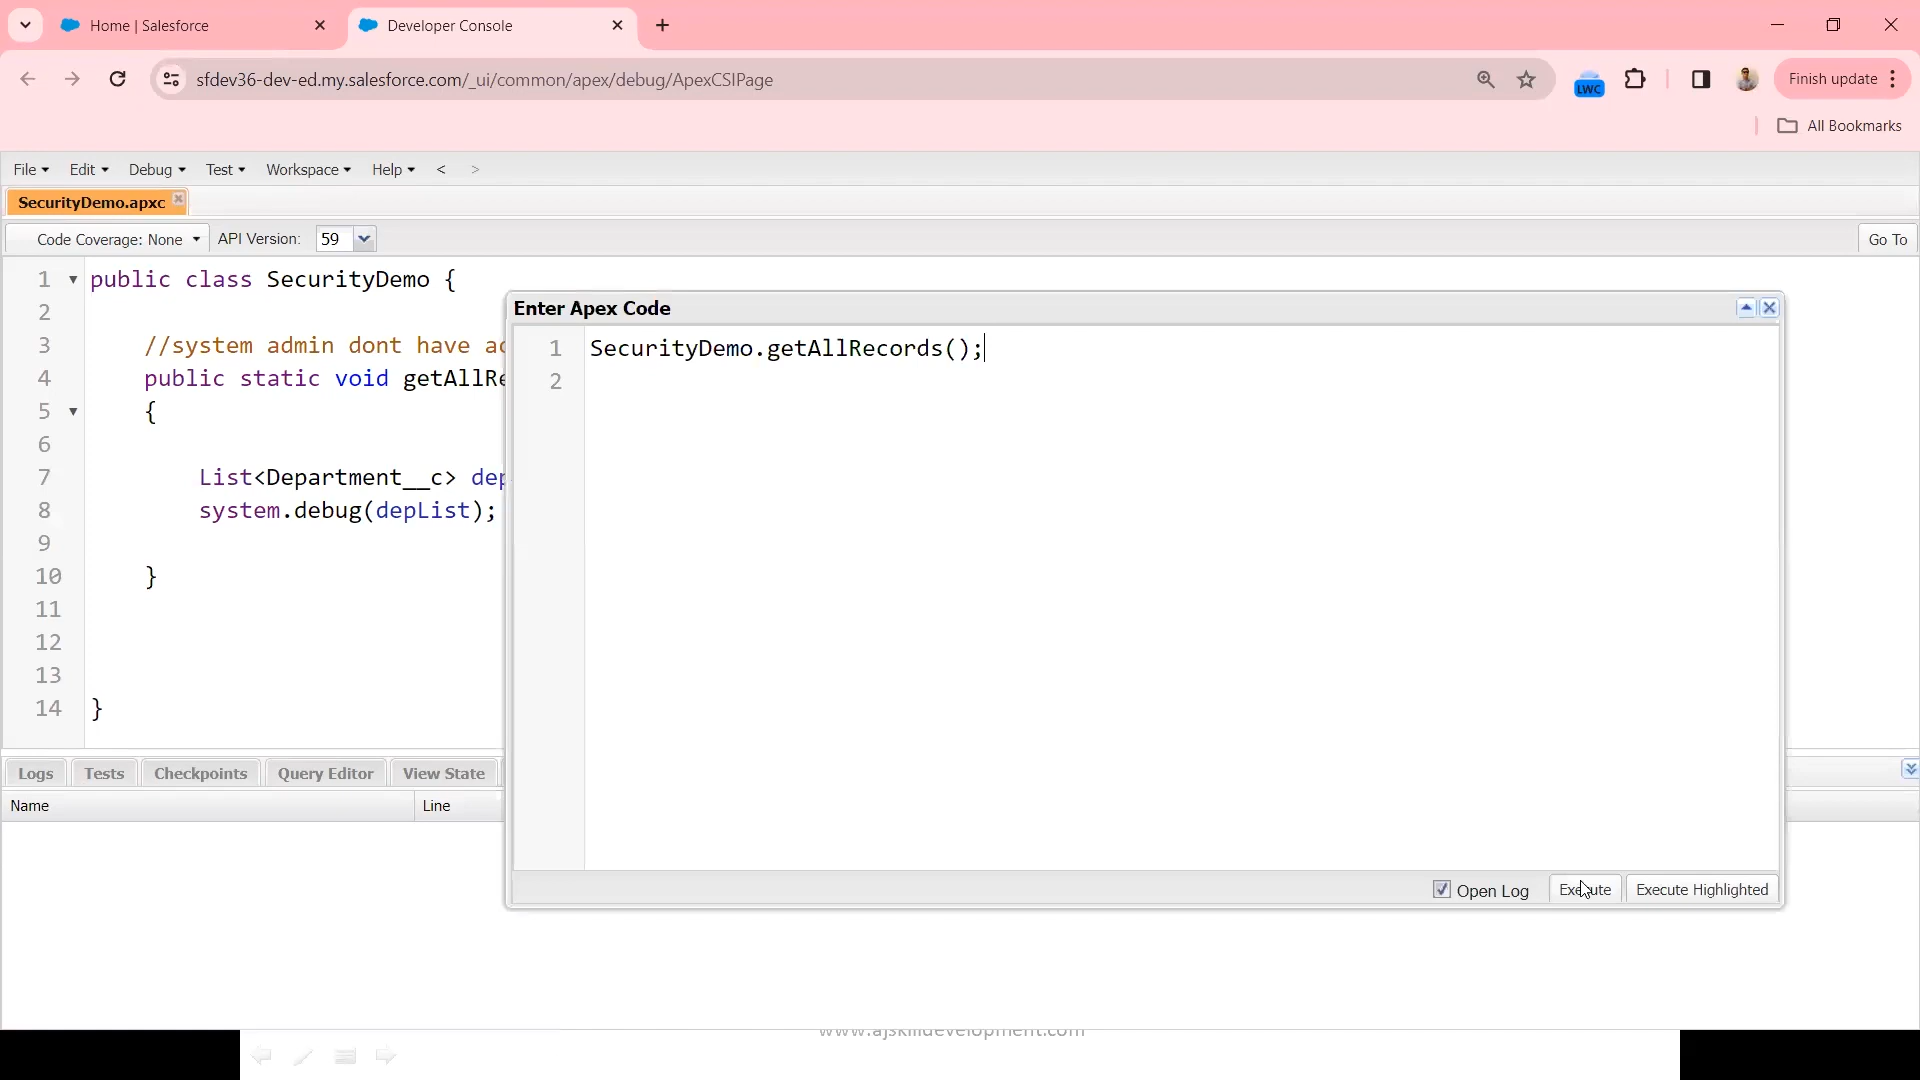 Home | Salesforce
Developer Console
sfdev36-dev-ed.my.salesforce.com/_ui/common/apex/debug/ApexCSIPage
LWC
Finish update
All Bookmarks
File Edit Debug Test Workspace Help < >
SecurityDemo.apxc
Code Coverage: None API Version: 59 Go To
1 public class SecurityDemo {
2
3 //system admin dont have
4 public static void
5 {
6
7 List<Department__c>
8 system.debug(depList);
9
10 }
11
12
13
14 }
Enter Apex Code
1 SecurityDemo.getAllRecords();
2
Open Log Execute Execute Highlighted
Logs Tests Checkpoints Query Editor View State
Name Line
www.ajskilldevelopment.com